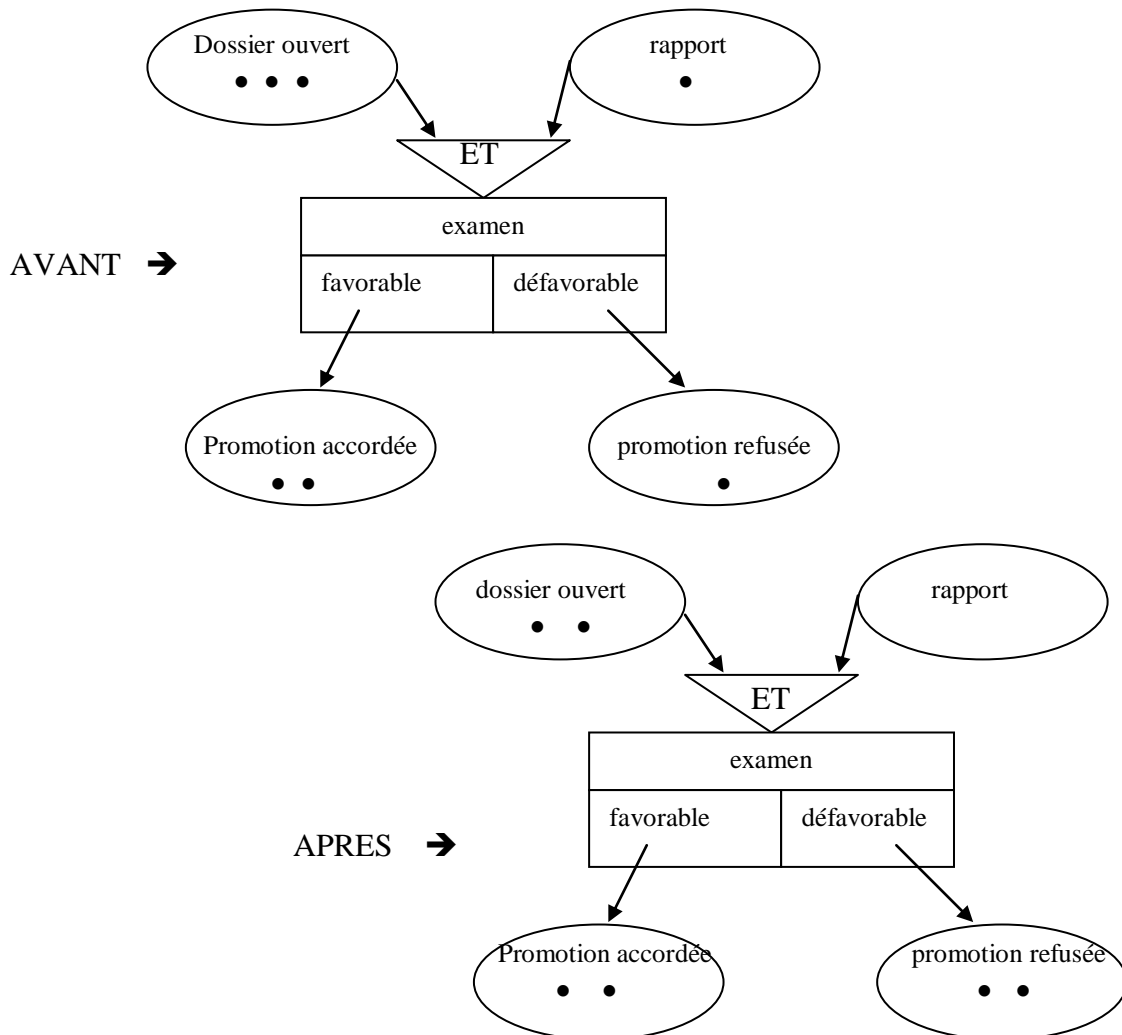 Dossier ouvert
rapport
ET
examen
AVANT ➔
favorable
défavorable
Promotion accordée
promotion refusée
dossier ouvert
rapport
ET
examen
favorable
défavorable
APRES ➔
Promotion accordée
promotion refusée